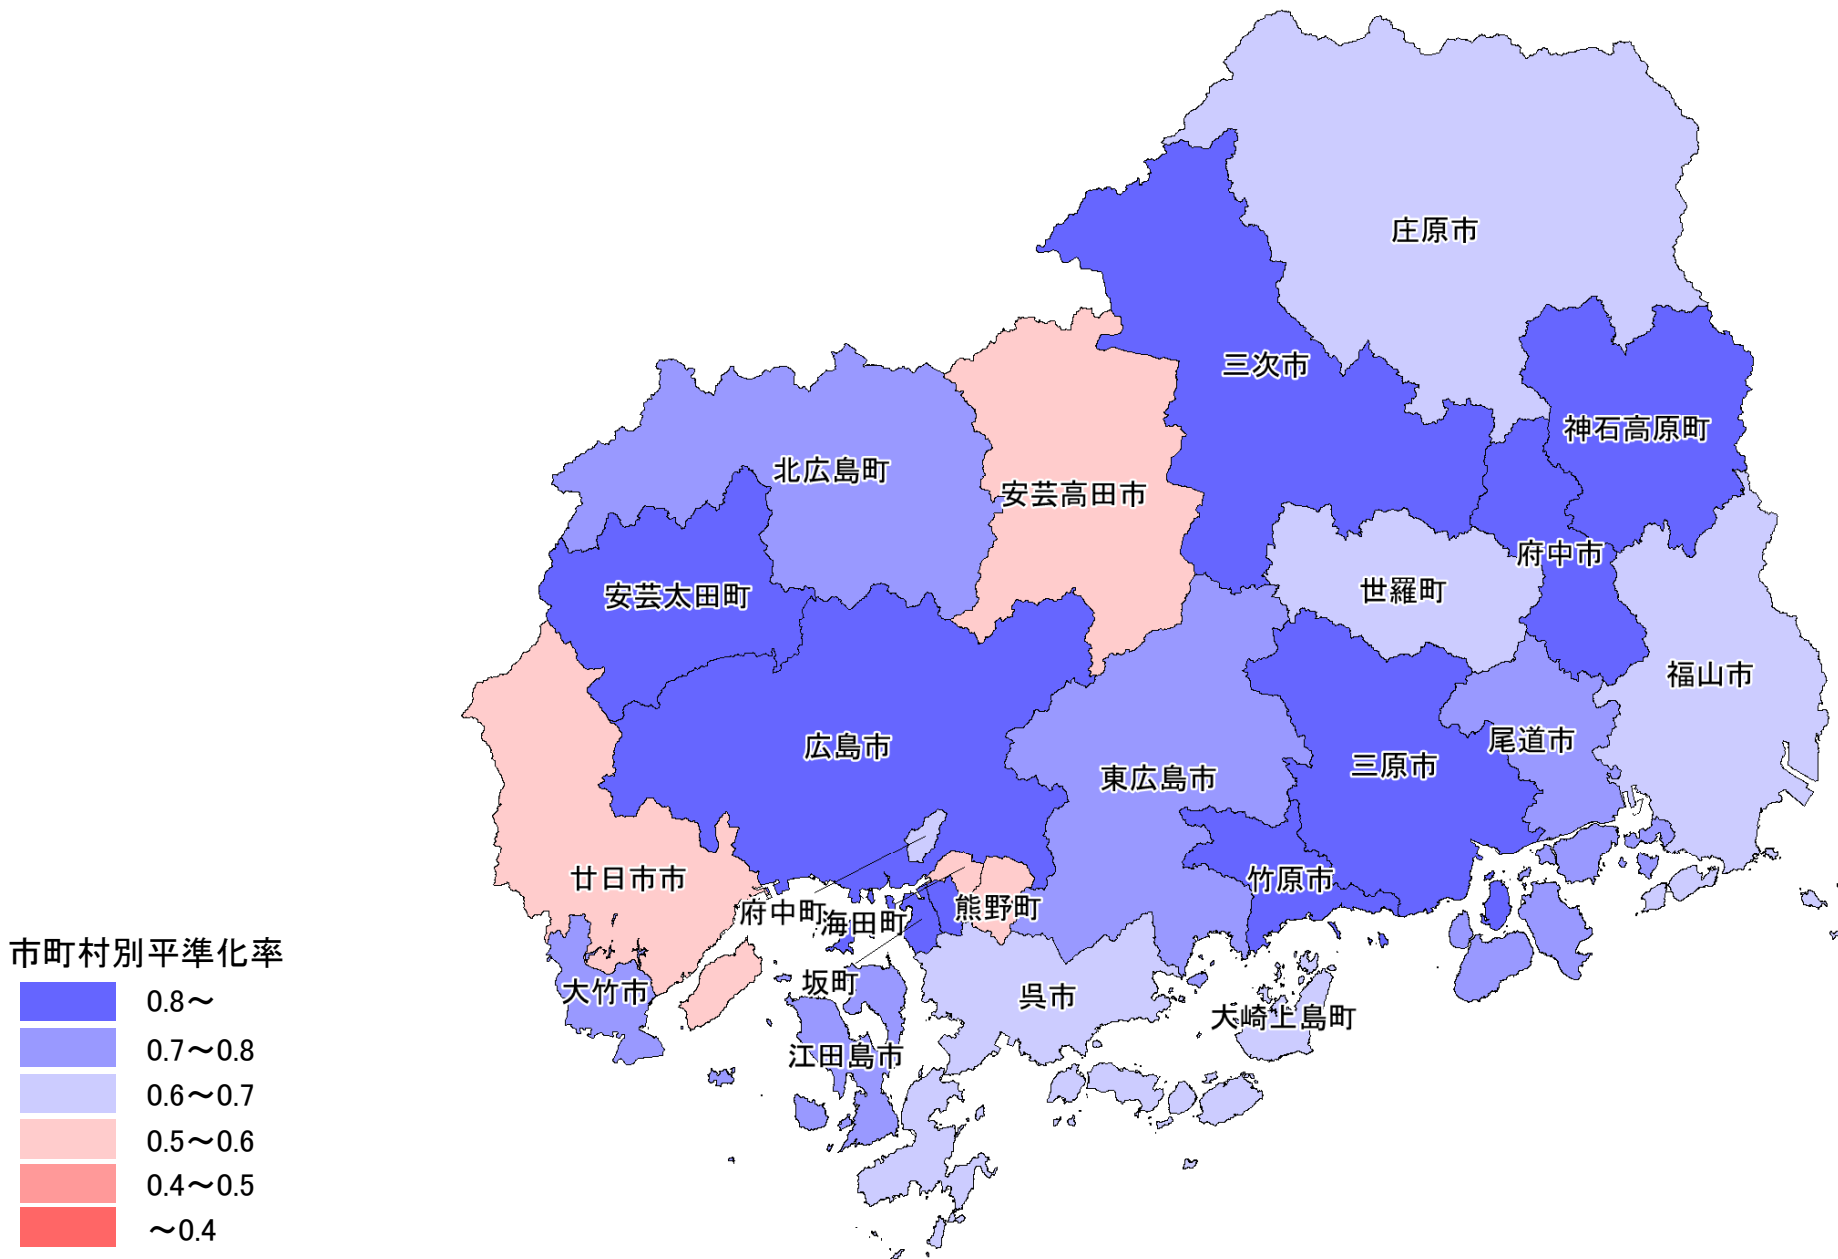 庄原市
三次市
神石高原町
北広島町
安芸高田市
府中市
世羅町
安芸太田町
福山市
尾道市
広島市
三原市
東広島市
廿日市市
竹原市
府中町
海田町
熊野町
坂町
大竹市
呉市
大崎上島町
江田島市
市町村別平準化率
0.8～
0.7～0.8
0.6～0.7
0.5～0.6
0.4～0.5
～0.4